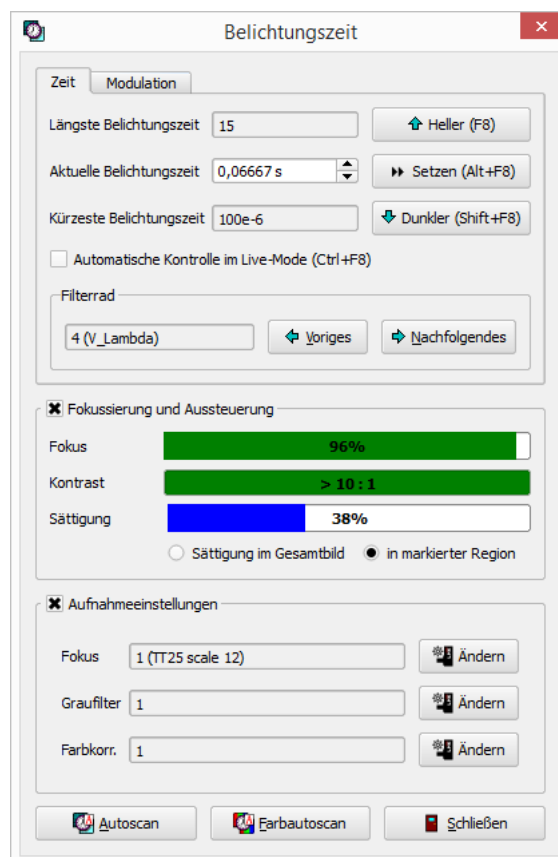 Belichtungszeit
Zeit Modulation
Längste Belichtungszeit 15 Heller (F8)
Aktuelle Belichtungszeit 0,06667 s Setzen (Alt+F8)
Kürzeste Belichtungszeit 100e-6 Dunkler (Shift+F8)
Automatische Kontrolle im Live-Mode (Ctrl+F8)
Filterrad
4 (V_Lambda) Voriges Nachfolgendes
Fokussierung und Aussteuerung
Fokus 96%
Kontrast > 10 : 1
Sättigung 38%
Sättigung im Gesamtbild in markierter Region
Aufnahmeeinstellungen
Fokus 1 (TT25 scale 12) Ändern
Graufilter 1 Ändern
Farbkorr. 1 Ändern
Autoscan Farbautoscan Schließen